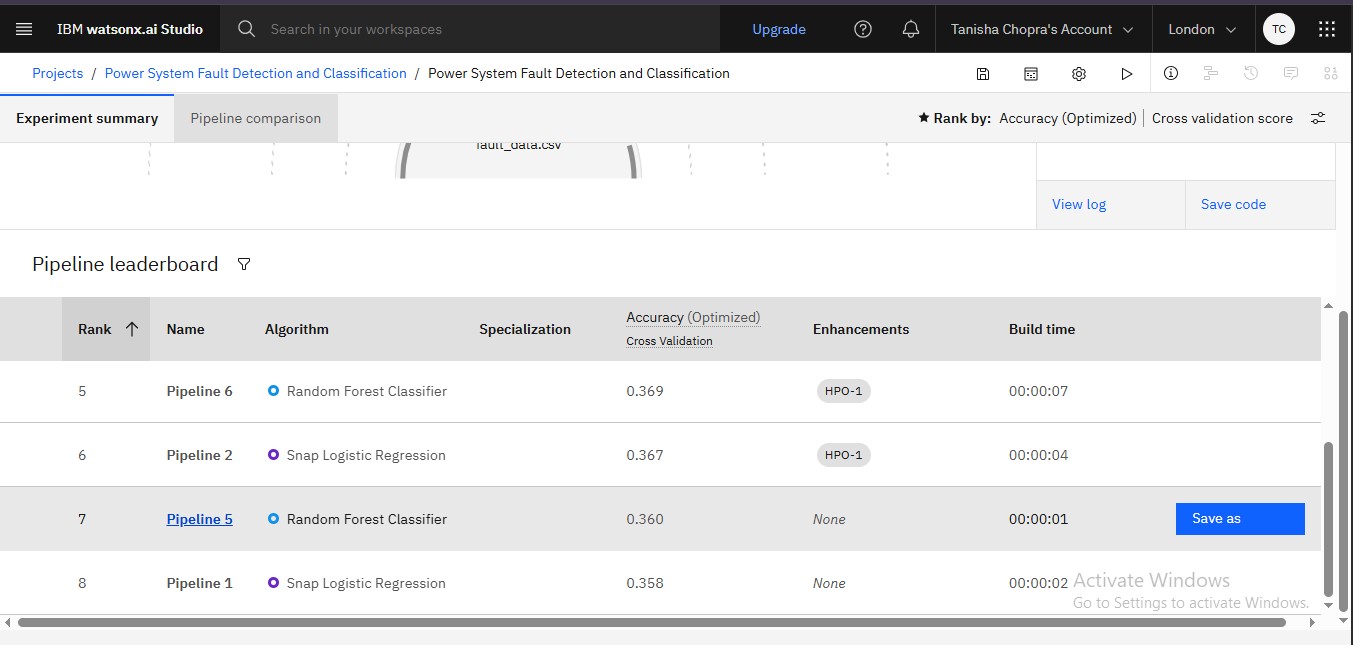 IBM watsonx.ai Studio Search in your workspaces Upgrade Tanisha Chopra's Account London TC
Projects / Power System Fault Detection and Classification / Power System Fault Detection and Classification
Experiment summary Pipeline comparison Rank by: Accuracy (Optimized) Cross validation score
fault_data.csv
View log Save code
Pipeline leaderboard
Rank Name Algorithm Specialization Accuracy (Optimized) Enhancements Build time
Cross Validation
5 Pipeline 6 Random Forest Classifier 0.369 HPO-1 00:00:07
6 Pipeline 2 Snap Logistic Regression 0.367 HPO-1 00:00:04
7 Pipeline 5 Random Forest Classifier 0.360 None 00:00:01 Save as
8 Pipeline 1 Snap Logistic Regression 0.358 None 00:00:02
Activate Windows
Go to Settings to activate Windows.